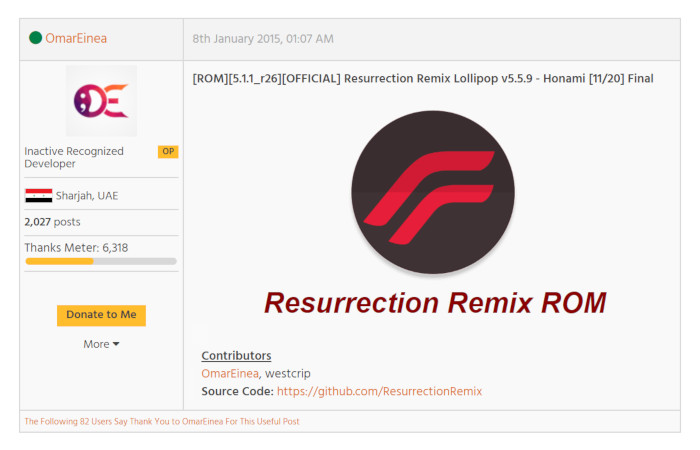 OmarEinea
8th January 2015, 01:07 AM
[ROM][5.1.1_r26][OFFICIAL] Resurrection Remix Lollipop v5.5.9 - Honami [11/20] Final
Inactive Recognized
Developer
OP
Sharjah, UAE
2,027 posts
Thanks Meter: 6,318
Donate to Me
More
Resurrection Remix ROM
Contributors
OmarEinea, westcrip
Source Code: https://github.com/ResurrectionRemix
The Following 82 Users Say Thank You to OmarEinea For This Useful Post